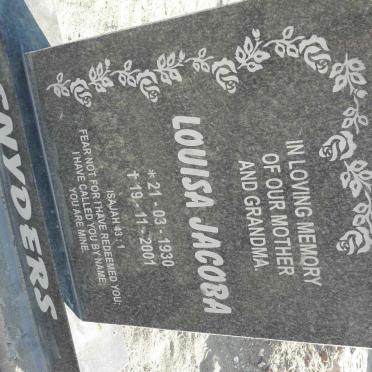 IN LOVING MEMORY
OF OUR MOTHER
AND GRANDMA.
LOUISA JACOBA
* 21 - 03 - 1930
✝ 19 - 11 - 2001
ISAJAH 43 : 1
FEAR NOT FOR I HAVE REDEEMED YOU;
I HAVE CALLED YOU BY NAME;
YOU ARE MINE.
SNYDERS